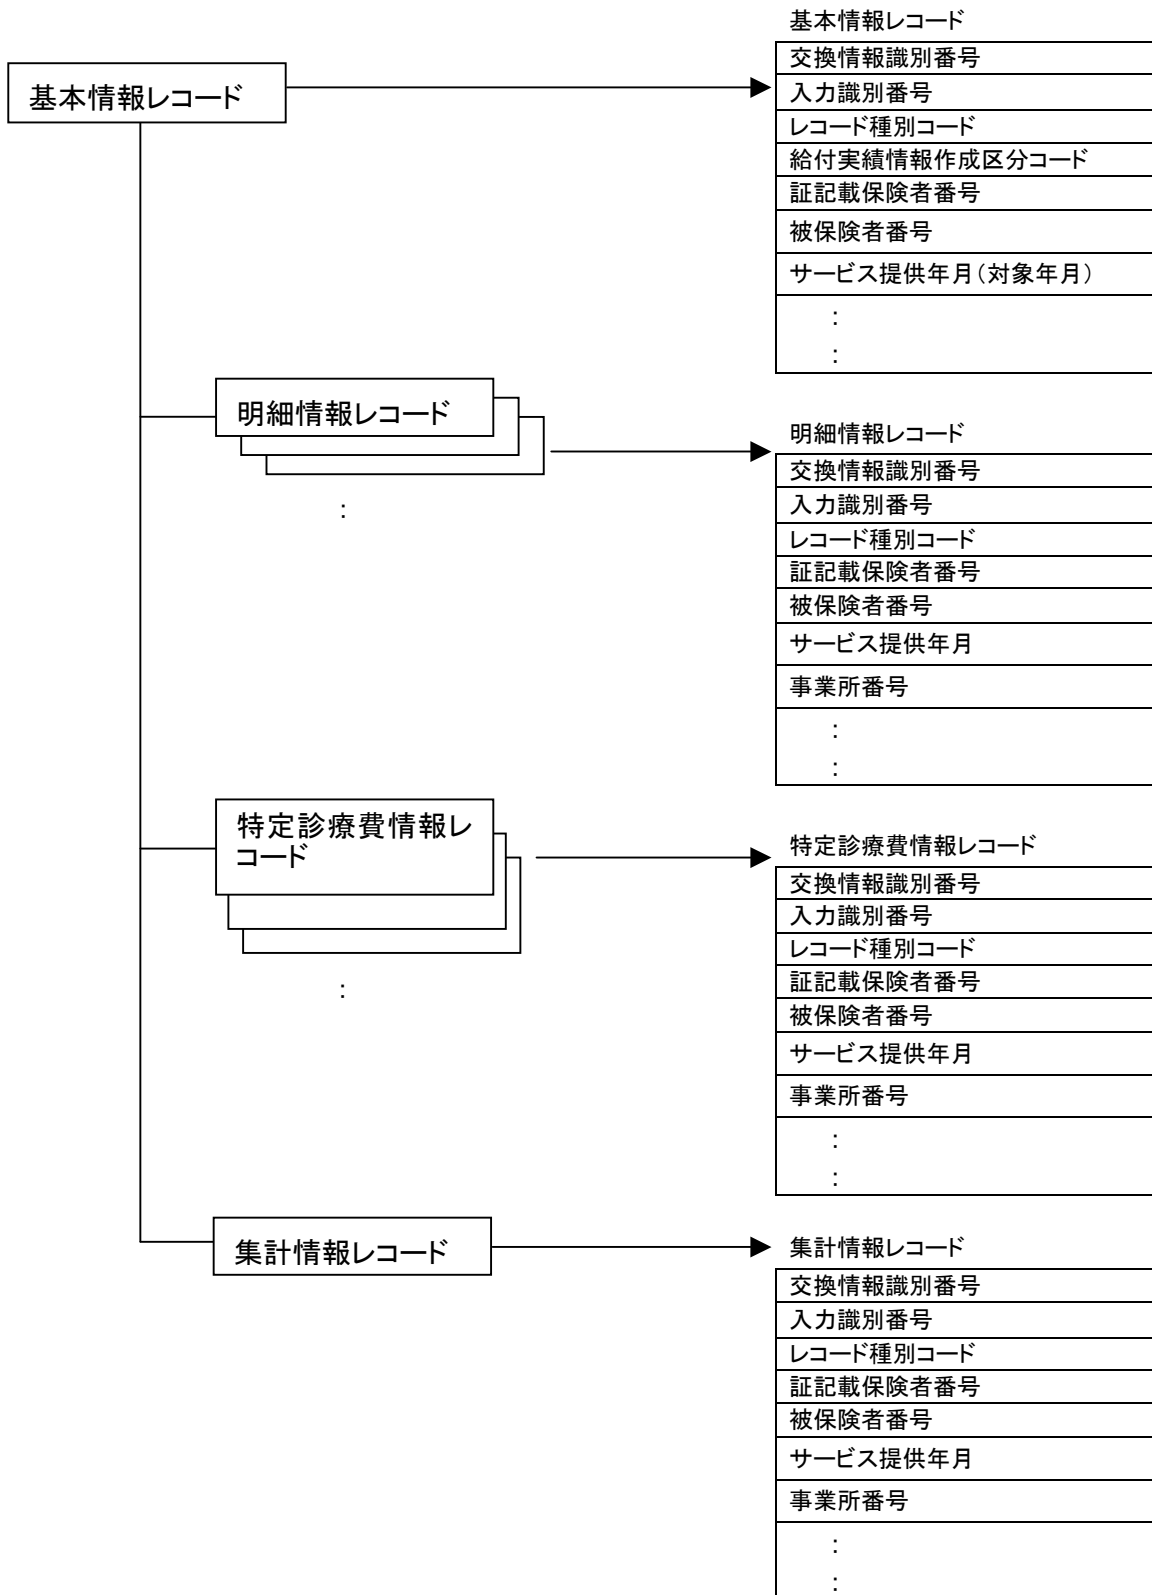 基本情報レコード
基本情報レコード
交換情報識別番号
入力識別番号
レコード種別コード
給付実績情報作成区分コード
証記載保険者番号
被保険者番号
サービス提供年月(対象年月)
:
:
明細情報レコード
:
明細情報レコード
交換情報識別番号
入力識別番号
レコード種別コード
証記載保険者番号
被保険者番号
サービス提供年月
事業所番号
:
:
特定診療費情報レ
コード
:
特定診療費情報レコード
交換情報識別番号
入力識別番号
レコード種別コード
証記載保険者番号
被保険者番号
サービス提供年月
事業所番号
:
:
集計情報レコード
集計情報レコード
交換情報識別番号
入力識別番号
レコード種別コード
証記載保険者番号
被保険者番号
サービス提供年月
事業所番号
:
: